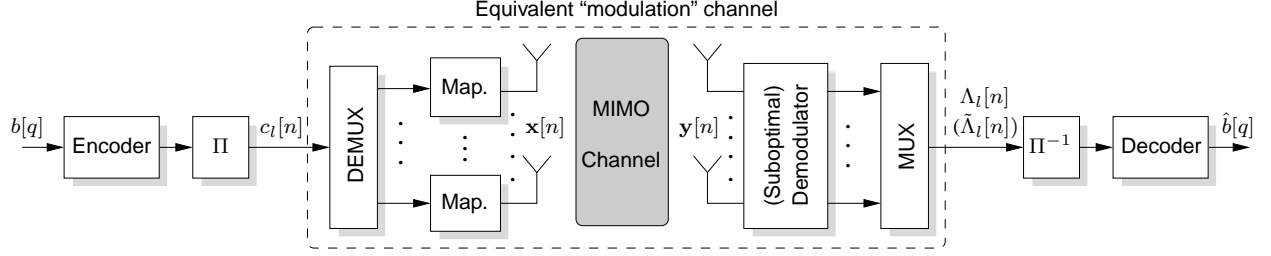 Equivalent “modulation” channel
b[q]
Encoder
Π
c_l[n]
DEMUX
Map.
Map.
x[n]
MIMO
Channel
y[n]
(Suboptimal)
Demodulator
MUX
Λ_l[n]
(Λ̃_l[n])
Π^{-1}
Decoder
b̂[q]